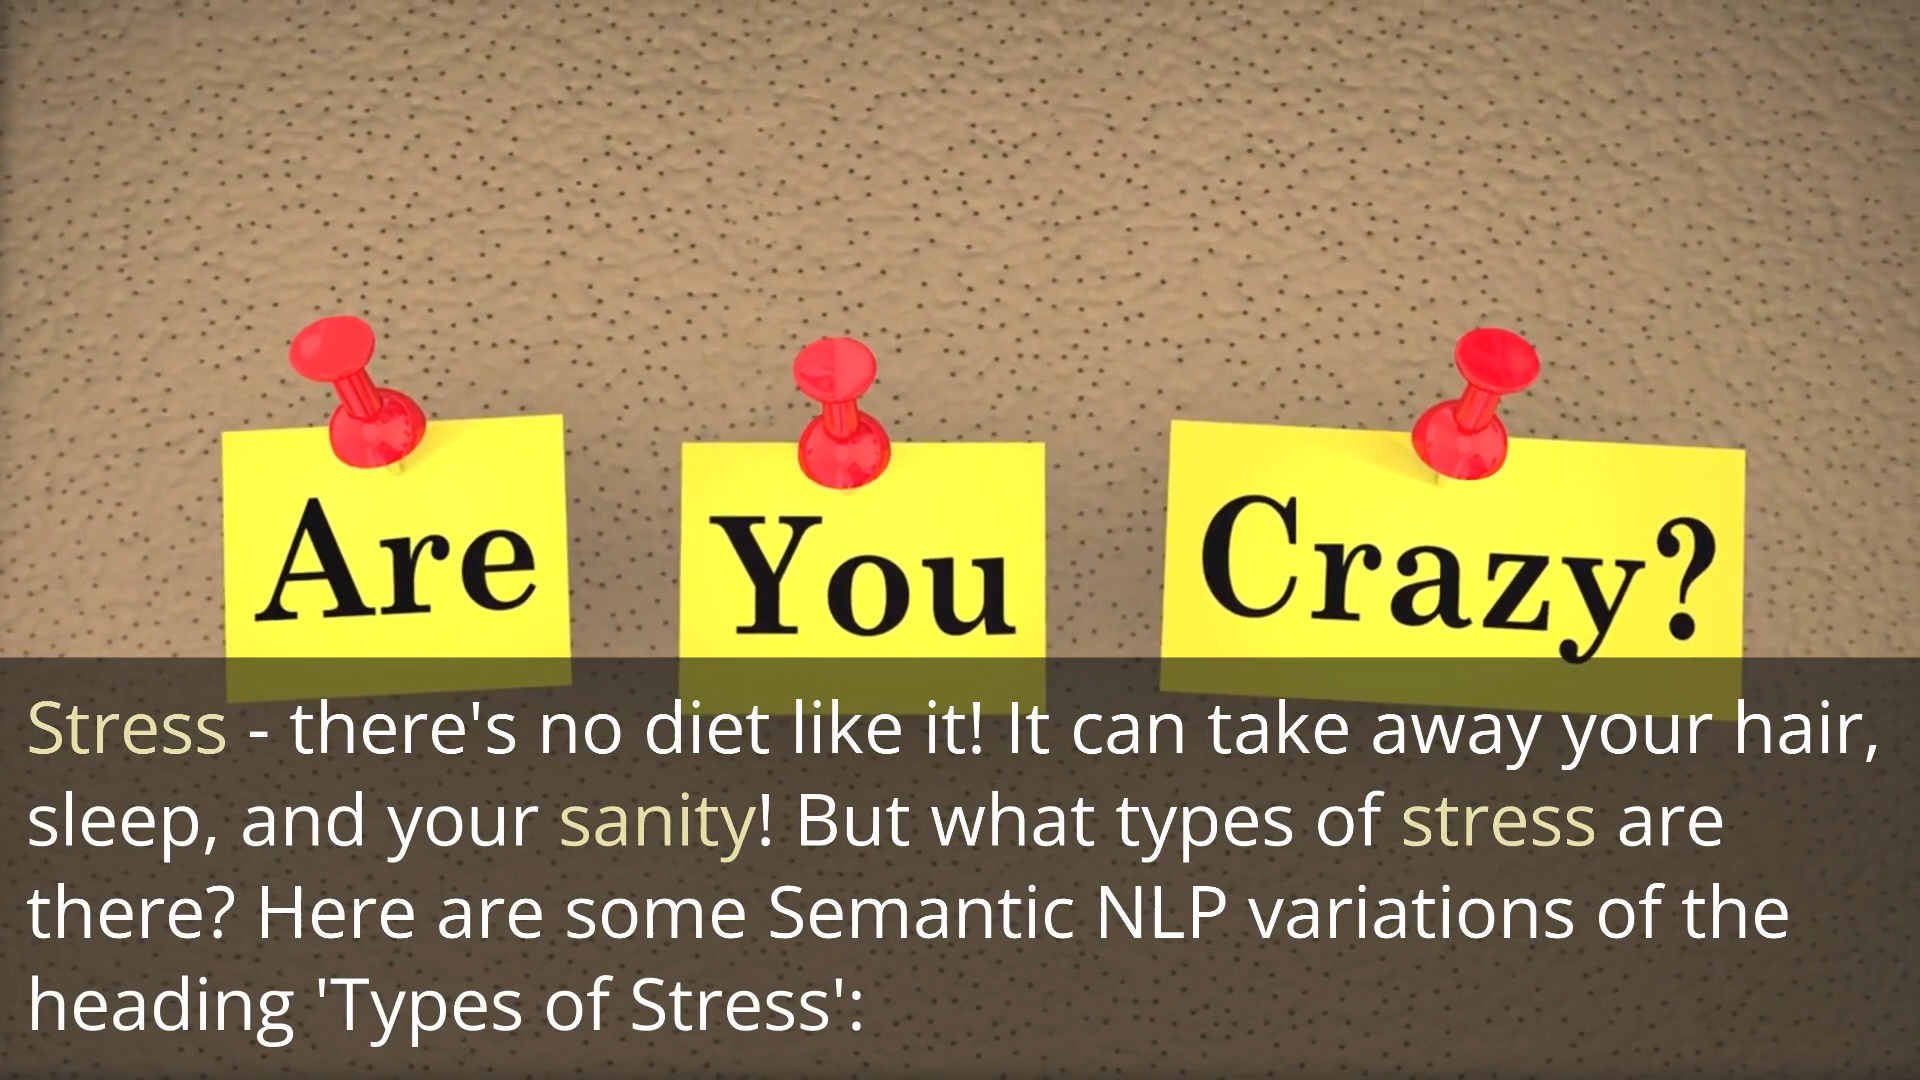 Are You Crazy?
Stress - there's no diet like it! It can take away your hair,
sleep, and your sanity! But what types of stress are
there? Here are some Semantic NLP variations of the
heading 'Types of Stress':